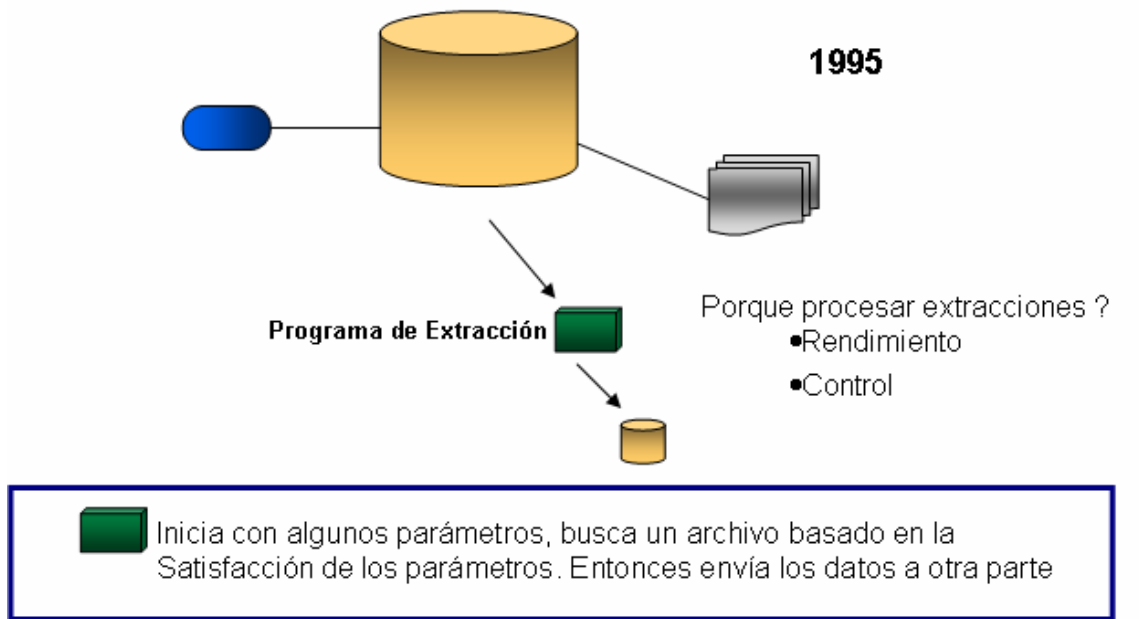 1995
Programa de Extracción
Porque procesar extracciones ?
•Rendimiento
•Control
Inicia con algunos parámetros, busca un archivo basado en la
Satisfacción de los parámetros. Entonces envía los datos a otra parte